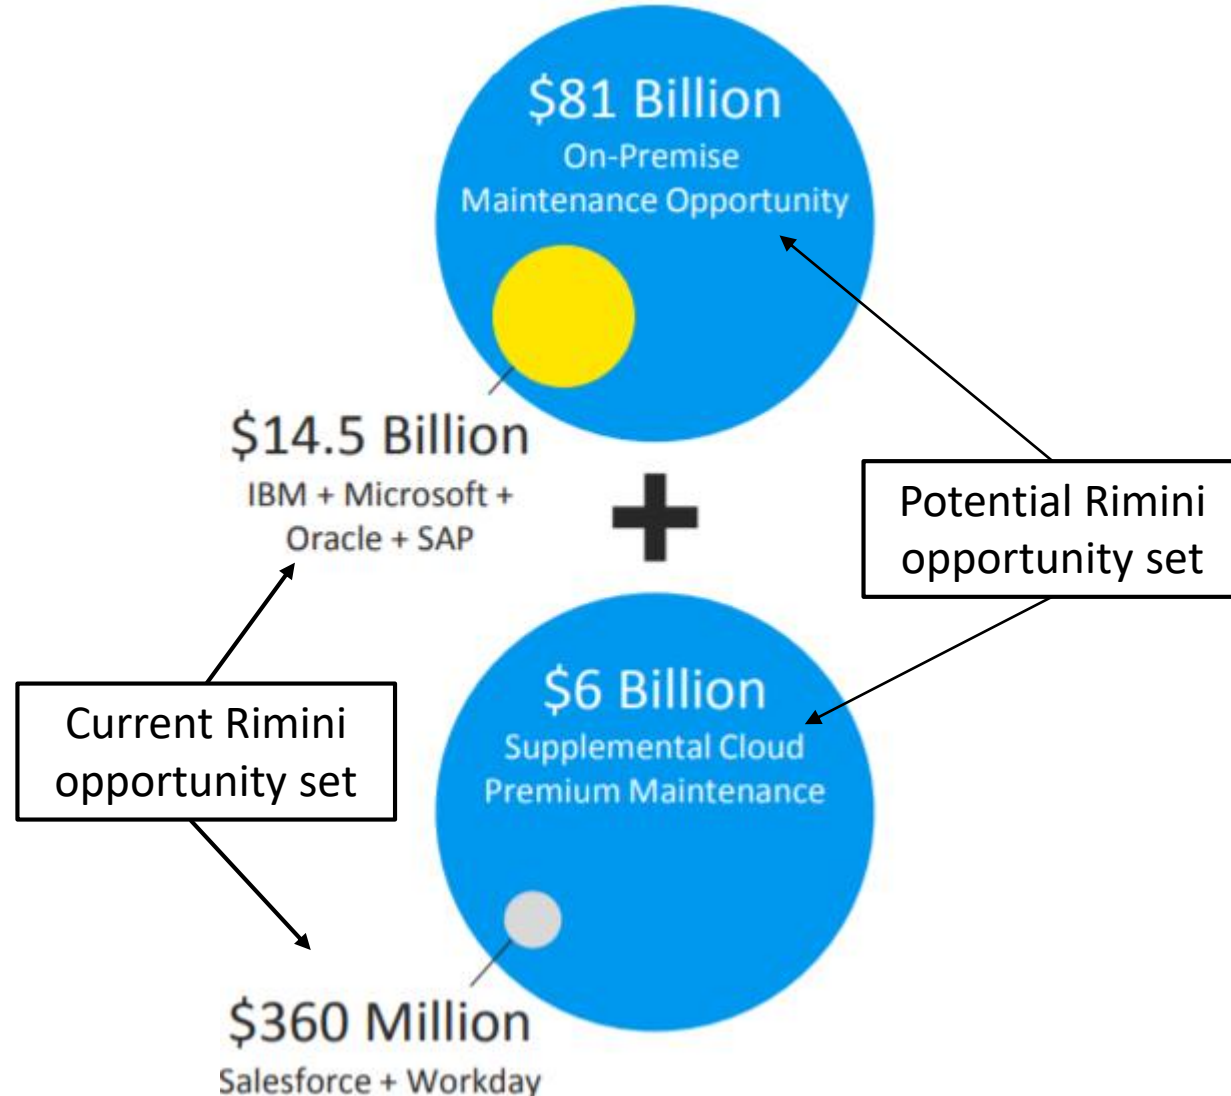 $81 Billion
On-Premise
Maintenance Opportunity
$14.5 Billion
IBM + Microsoft +
Oracle + SAP
Potential Rimini
opportunity set
Current Rimini
opportunity set
$6 Billion
Supplemental Cloud
Premium Maintenance
$360 Million
Salesforce + Workday